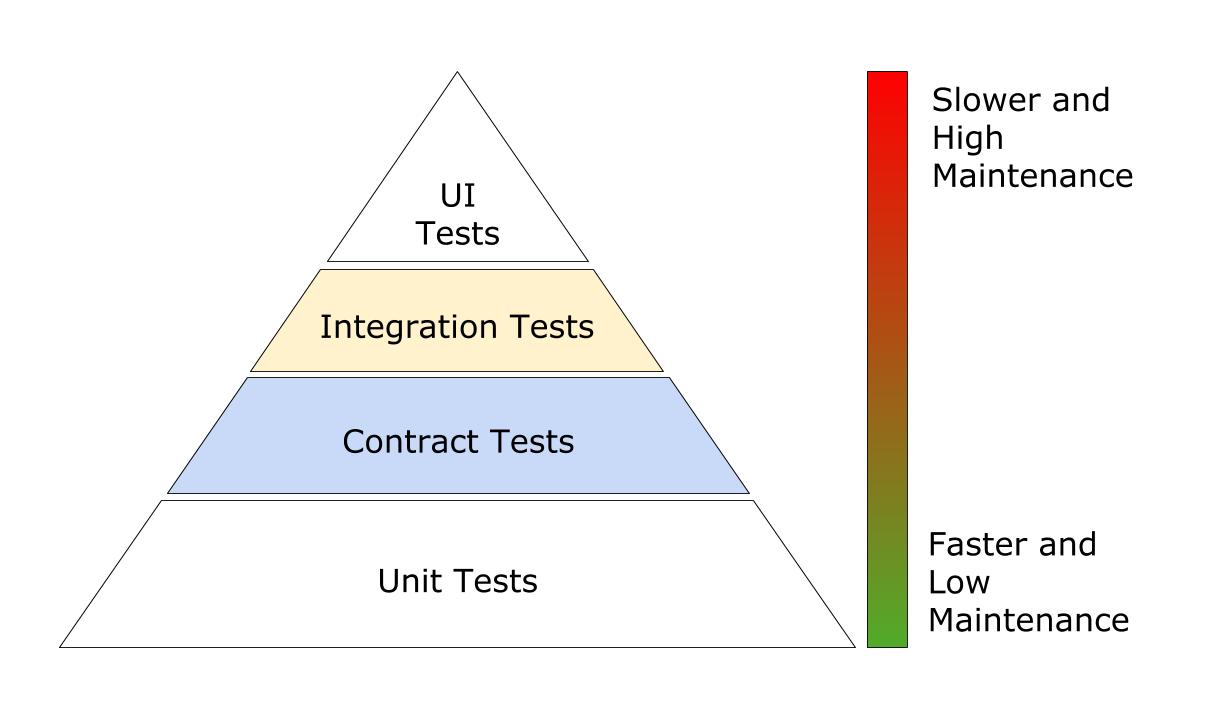 UI
Tests
Integration Tests
Contract Tests
Unit Tests
Slower and
High
Maintenance
Faster and
Low
Maintenance